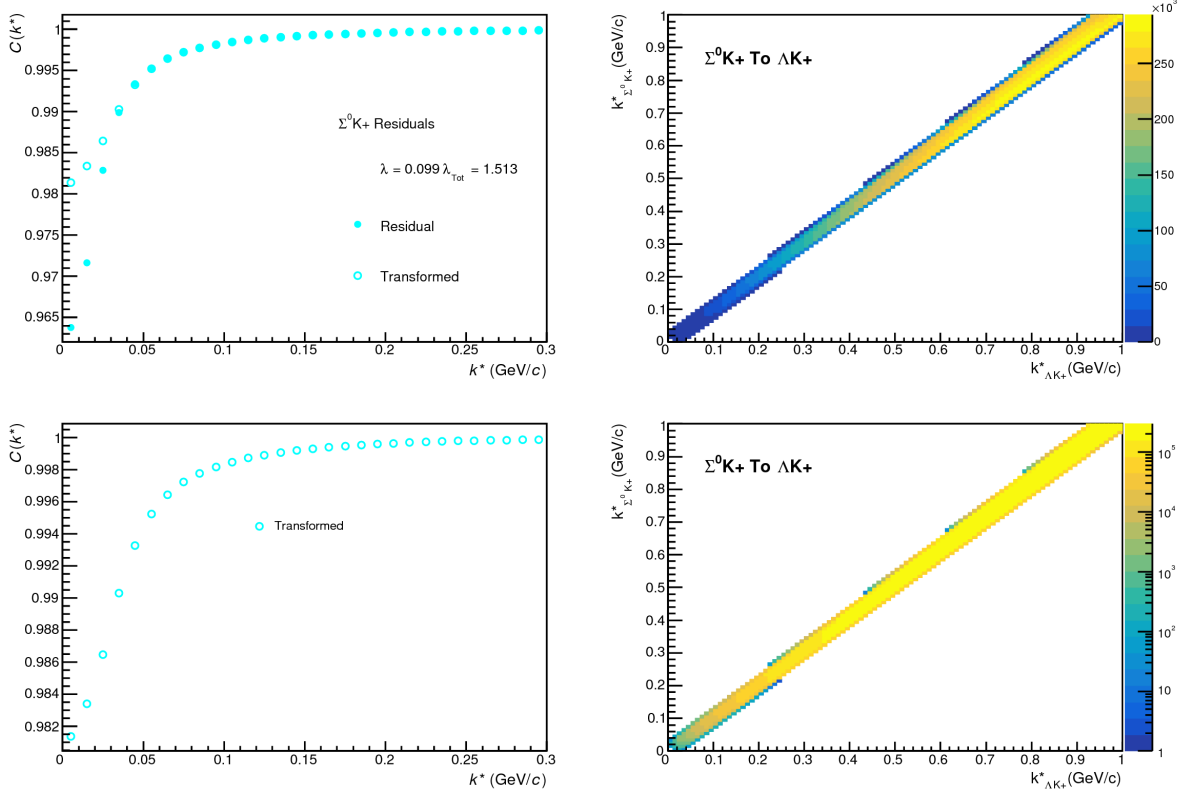 C(k*)
1
0.995
0.99
0.985
0.98
0.975
0.97
0.965
Σ⁰K+ Residuals
λ = 0.099 λ_Tot = 1.513
Residual
Transformed
0 0.05 0.1 0.15 0.2 0.25 0.3
k* (GeV/c)
k*_Σ⁰K+ (GeV/c)
Σ⁰K+ To ΛK+
1
0.9
0.8
0.7
0.6
0.5
0.4
0.3
0.2
0.1
0
0.1 0.2 0.3 0.4 0.5 0.6 0.7 0.8 0.9 1
k*_ΛK+ (GeV/c)
×10³
250
200
150
100
50
0
C(k*)
1
0.998
0.996
0.994
0.992
0.99
0.988
0.986
0.984
0.982
Transformed
0 0.05 0.1 0.15 0.2 0.25 0.3
k* (GeV/c)
k*_Σ⁰K+ (GeV/c)
Σ⁰K+ To ΛK+
1
0.9
0.8
0.7
0.6
0.5
0.4
0.3
0.2
0.1
0
0 0.1 0.2 0.3 0.4 0.5 0.6 0.7 0.8 0.9 1
k*_ΛK+ (GeV/c)
10⁵
10⁴
10³
10²
10
1